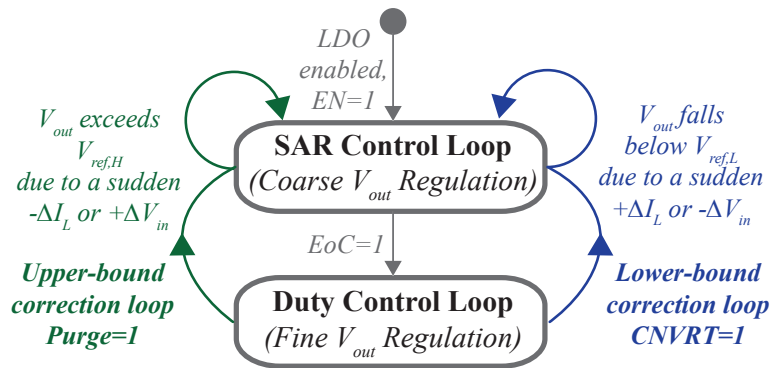 LDO
enabled,
EN=1
V_out exceeds
V_ref,H
due to a sudden
-ΔI_L or +ΔV_in
Upper-bound
correction loop
Purge=1
SAR Control Loop
(Coarse V_out Regulation)
EoC=1
Duty Control Loop
(Fine V_out Regulation)
V_out falls
below V_ref,L
due to a sudden
+ΔI_L or -ΔV_in
Lower-bound
correction loop
CNVRT=1